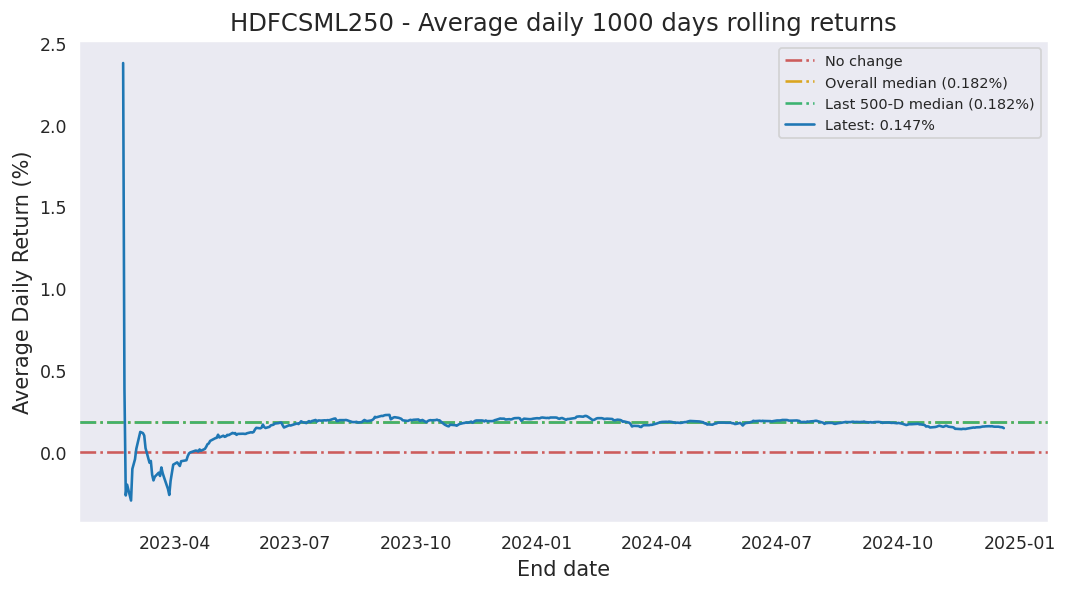 HDFCSML250 - Average daily 1000 days rolling returns
No change
Overall median (0.182%)
Last 500-D median (0.182%)
Latest: 0.147%
Average Daily Return (%)
2.5
2.0
1.5
1.0
0.5
0.0
2023-04 2023-07 2023-10 2024-01 2024-04 2024-07 2024-10 2025-01
End date